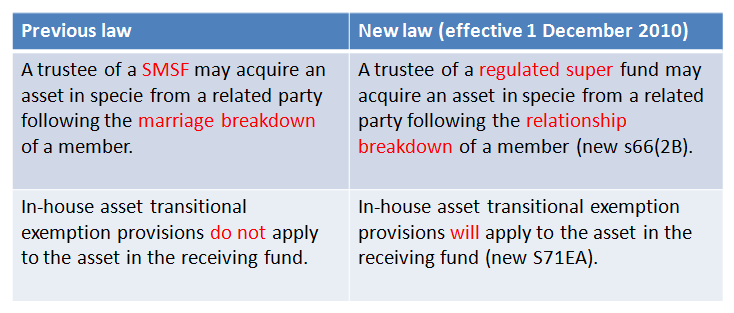 Previous law
New law (effective 1 December 2010)
A trustee of a SMSF may acquire an
asset in specie from a related party
following the marriage breakdown
of a member.
A trustee of a regulated super fund may
acquire an asset in specie from a related
party following the relationship
breakdown of a member (new s66(2B).
In-house asset transitional
exemption provisions do not apply
to the asset in the receiving fund.
In-house asset transitional exemption
provisions will apply to the asset in the
receiving fund (new S71EA).